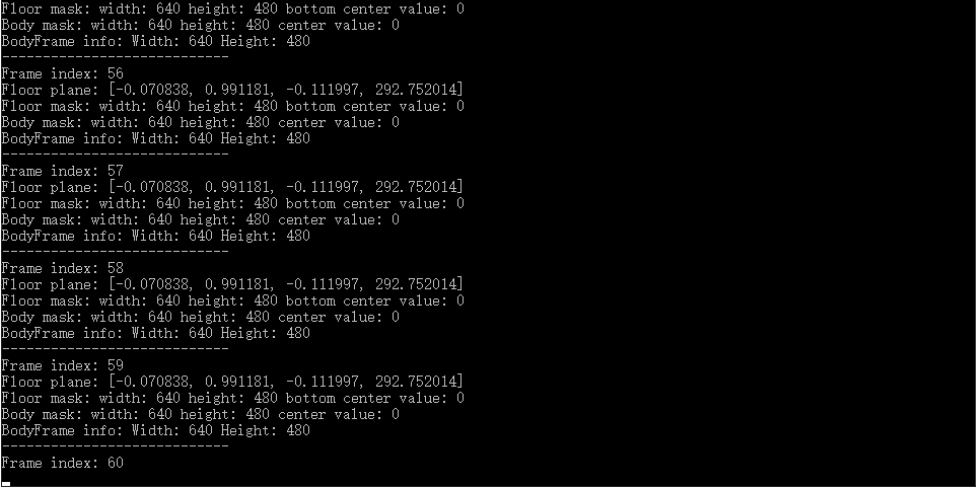 Floor mask: width: 640 height: 480 bottom center value: 0
Body mask: width: 640 height: 480 center value: 0
BodyFrame info: Width: 640 Height: 480
----------------------------
Frame index: 56
Floor plane: [-0.070838, 0.991181, -0.111997, 292.752014]
Floor mask: width: 640 height: 480 bottom center value: 0
Body mask: width: 640 height: 480 center value: 0
BodyFrame info: Width: 640 Height: 480
----------------------------
Frame index: 57
Floor plane: [-0.070838, 0.991181, -0.111997, 292.752014]
Floor mask: width: 640 height: 480 bottom center value: 0
Body mask: width: 640 height: 480 center value: 0
BodyFrame info: Width: 640 Height: 480
----------------------------
Frame index: 58
Floor plane: [-0.070838, 0.991181, -0.111997, 292.752014]
Floor mask: width: 640 height: 480 bottom center value: 0
Body mask: width: 640 height: 480 center value: 0
BodyFrame info: Width: 640 Height: 480
----------------------------
Frame index: 59
Floor plane: [-0.070838, 0.991181, -0.111997, 292.752014]
Floor mask: width: 640 height: 480 bottom center value: 0
Body mask: width: 640 height: 480 center value: 0
BodyFrame info: Width: 640 Height: 480
----------------------------
Frame index: 60